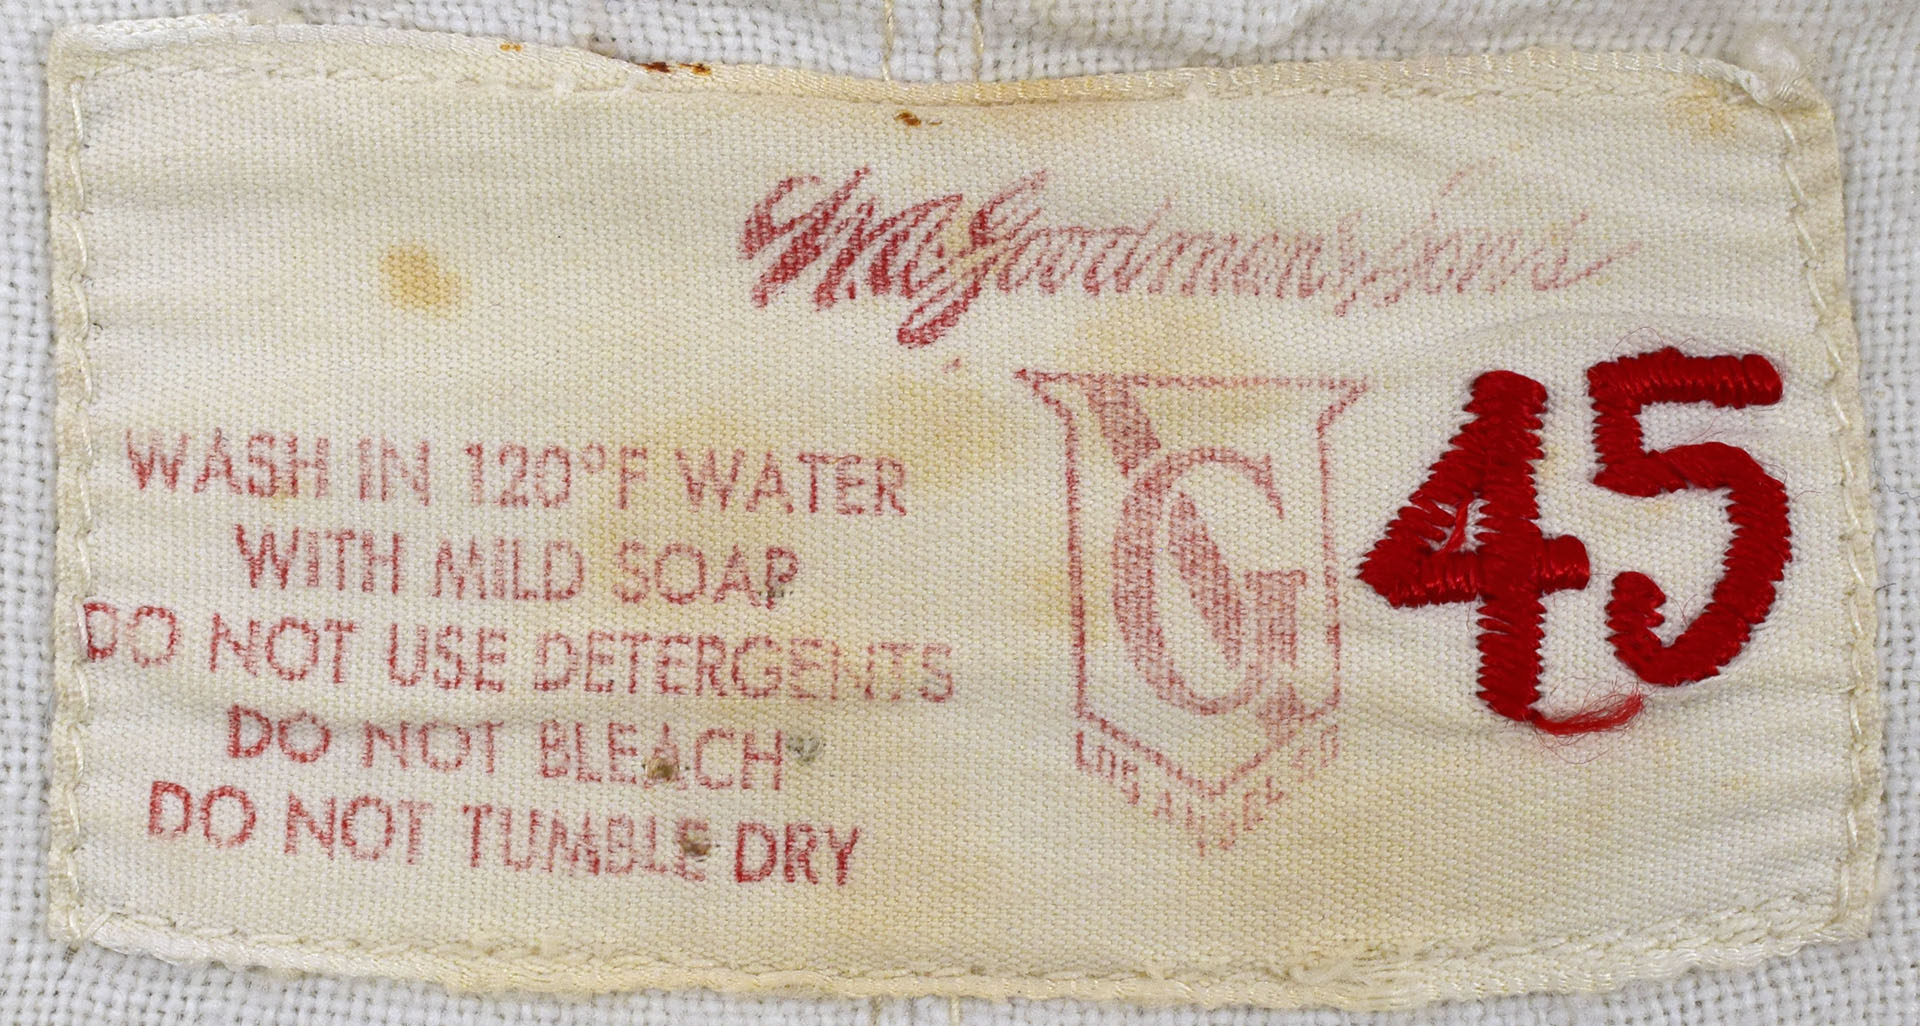 Wm. Goodman & Sons
G
LOS ANGELES
45
WASH IN 120°F WATER
WITH MILD SOAP
DO NOT USE DETERGENTS
DO NOT BLEACH
DO NOT TUMBLE DRY